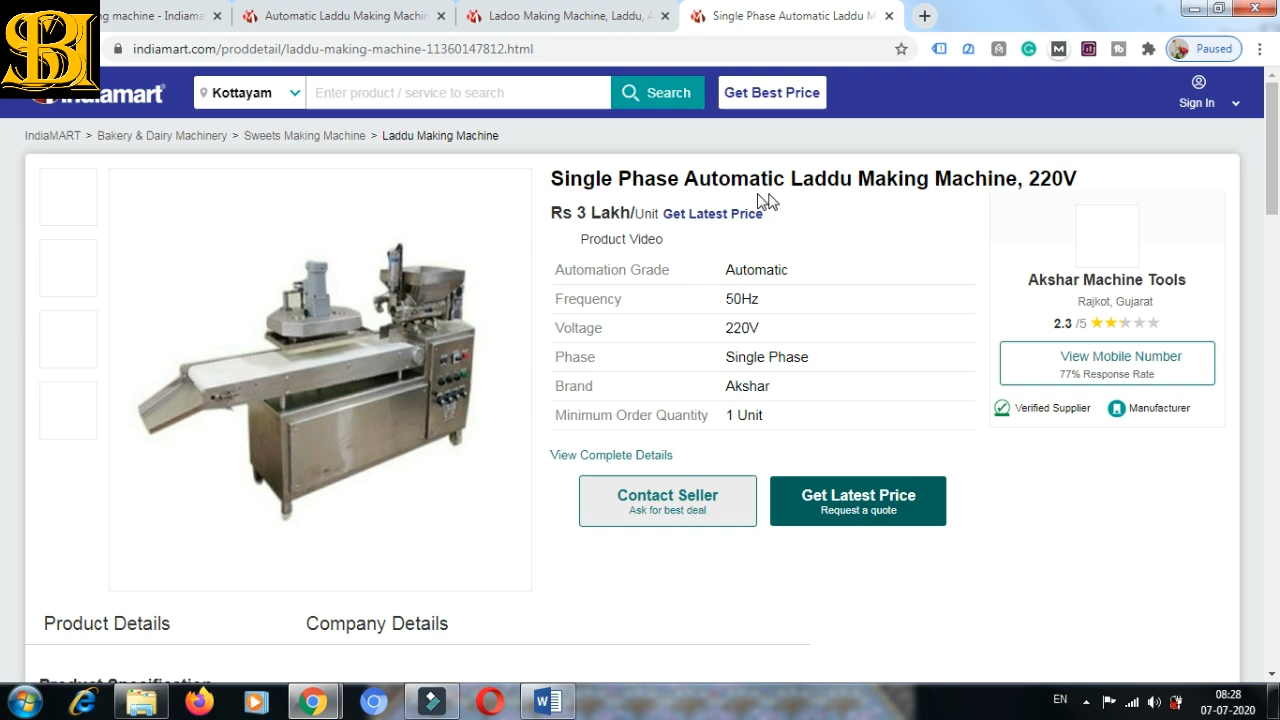 ng machine - Indiama
Automatic Laddu Making Machin
Ladoo Making Machine, Laddu, A
Single Phase Automatic Laddu M
indiamart.com/proddetail/laddu-making-machine-11360147812.html
Paused
indiamart
Kottayam
Enter product / service to search
Search
Get Best Price
Sign In
IndiaMART > Bakery & Dairy Machinery > Sweets Making Machine > Laddu Making Machine
Single Phase Automatic Laddu Making Machine, 220V
Rs 3 Lakh/Unit Get Latest Price
Product Video
Automation Grade Automatic
Frequency 50Hz
Voltage 220V
Phase Single Phase
Brand Akshar
Minimum Order Quantity 1 Unit
View Complete Details
Contact Seller
Ask for best deal
Get Latest Price
Request a quote
Akshar Machine Tools
Rajkot, Gujarat
2.3 /5
View Mobile Number
77% Response Rate
Verified Supplier
Manufacturer
Product Details
Company Details
Product Specification
EN
08:28
07-07-2020